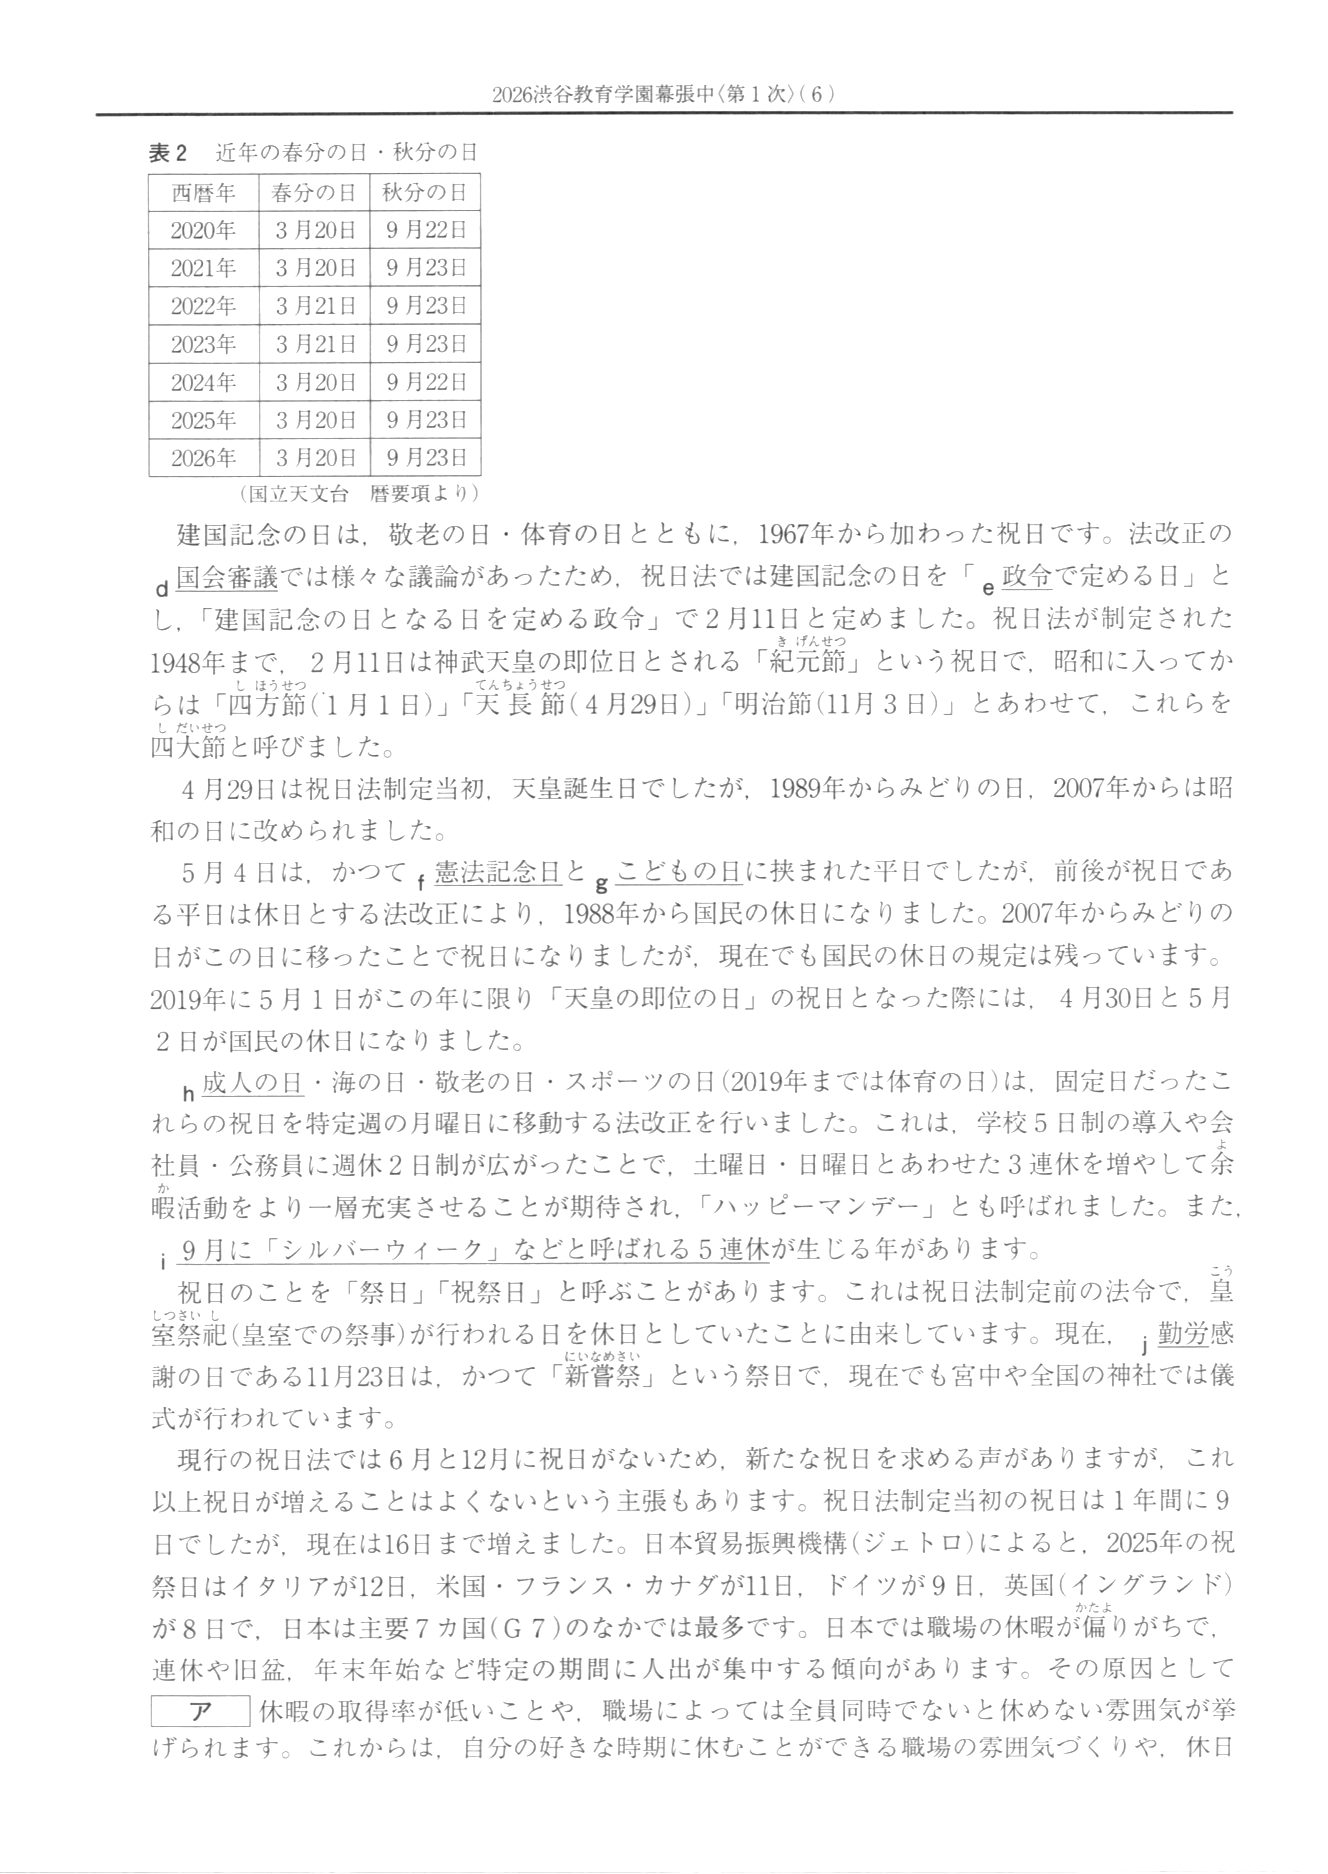 2026渋谷教育学園幕張中〈第1次〉(6)
表2 近年の春分の日・秋分の日
西暦年 春分の日 秋分の日
2020年 3月20日 9月22日
2021年 3月20日 9月23日
2022年 3月21日 9月23日
2023年 3月21日 9月23日
2024年 3月20日 9月22日
2025年 3月20日 9月23日
2026年 3月20日 9月23日
(国立天文台 暦要項より)
建国記念の日は,敬老の日・体育の日とともに,1967年から加わった祝日です。法改正の
d国会審議では様々な議論があったため,祝日法では建国記念の日を「e政令で定める日」と
し,「建国記念の日となる日を定める政令」で2月11日と定めました。祝日法が制定された
1948年まで,2月11日は神武天皇の即位日とされる「紀元節」という祝日で,昭和に入ってか
らは「四方節(1月1日)」「天長節(4月29日)」「明治節(11月3日)」とあわせて,これらを
四大節と呼びました。
4月29日は祝日法制定当初,天皇誕生日でしたが,1989年からみどりの日,2007年からは昭
和の日に改められました。
5月4日は,かつてf憲法記念日とgこどもの日に挟まれた平日でしたが,前後が祝日であ
る平日は休日とする法改正により,1988年から国民の休日になりました。2007年からみどりの
日がこの日に移ったことで祝日になりましたが,現在でも国民の休日の規定は残っています。
2019年に5月1日がこの年に限り「天皇の即位の日」の祝日となった際には,4月30日と5月
2日が国民の休日になりました。
h成人の日・海の日・敬老の日・スポーツの日(2019年までは体育の日)は,固定日だったこ
れらの祝日を特定週の月曜日に移動する法改正を行いました。これは,学校5日制の導入や会
社員・公務員に週休2日制が広がったことで,土曜日・日曜日とあわせた3連休を増やして余
暇活動をより一層充実させることが期待され,「ハッピーマンデー」とも呼ばれました。また,
i9月に「シルバーウィーク」などと呼ばれる5連休が生じる年があります。
祝日のことを「祭日」「祝祭日」と呼ぶことがあります。これは祝日法制定前の法令で,皇
室祭祀(皇室での祭事)が行われる日を休日としていたことに由来しています。現在,j勤労感
謝の日である11月23日は,かつて「新嘗祭」という祭日で,現在でも宮中や全国の神社では儀
式が行われています。
現行の祝日法では6月と12月に祝日がないため,新たな祝日を求める声がありますが,これ
以上祝日が増えることはよくないという主張もあります。祝日法制定当初の祝日は1年間に9
日でしたが,現在は16日まで増えました。日本貿易振興機構(ジェトロ)によると,2025年の祝
祭日はイタリアが12日,米国・フランス・カナダが11日,ドイツが9日,英国(イングランド)
が8日で,日本は主要7カ国(G7)のなかでは最多です。日本では職場の休暇が偏りがちで,
連休や旧盆,年末年始など特定の期間に人出が集中する傾向があります。その原因として
ア 休暇の取得率が低いことや,職場によっては全員同時でないと休めない雰囲気が挙
げられます。これからは,自分の好きな時期に休むことができる職場の雰囲気づくりや,休日